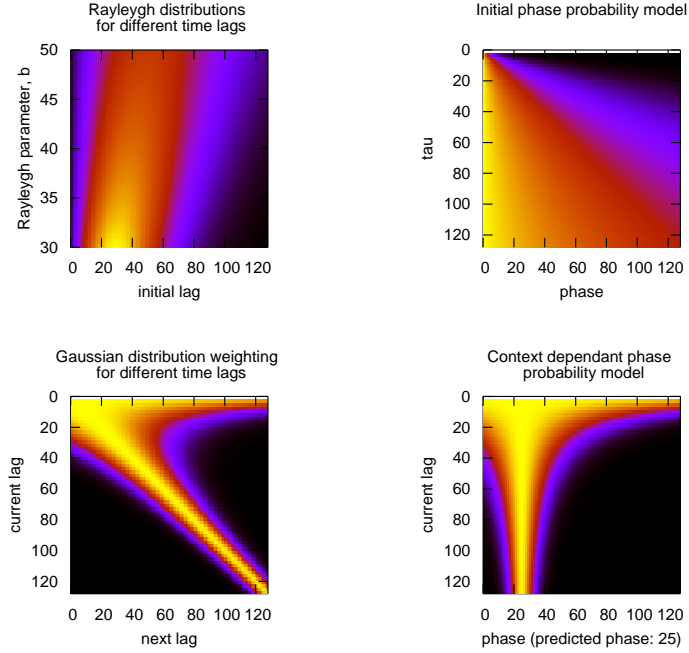 Rayleygh distributions
for different time lags
50
45
40
35
30
Rayleygh parameter, b
0 20 40 60 80 100 120
initial lag
Initial phase probability model
0
20
40
60
80
100
120
tau
0 20 40 60 80 100 120
phase
Gaussian distribution weighting
for different time lags
0
20
40
60
80
100
120
current lag
0 20 40 60 80 100 120
next lag
Context dependant phase
probability model
0
20
40
60
80
100
120
current lag
0 20 40 60 80 100 120
phase (predicted phase: 25)